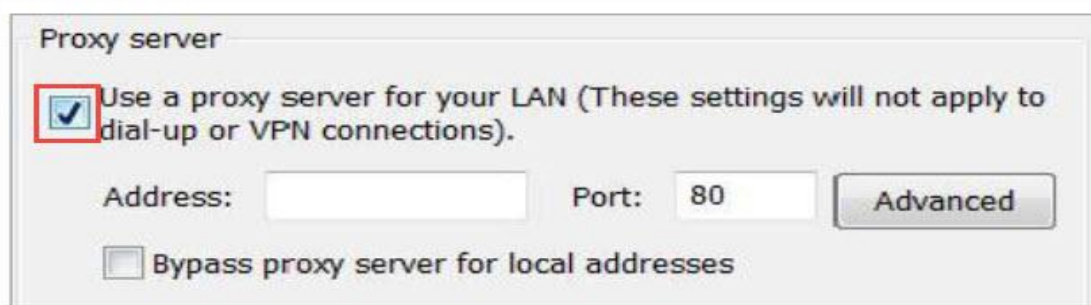 Proxy server
Use a proxy server for your LAN (These settings will not apply to
dial-up or VPN connections).
Address: Port: 80 Advanced
Bypass proxy server for local addresses